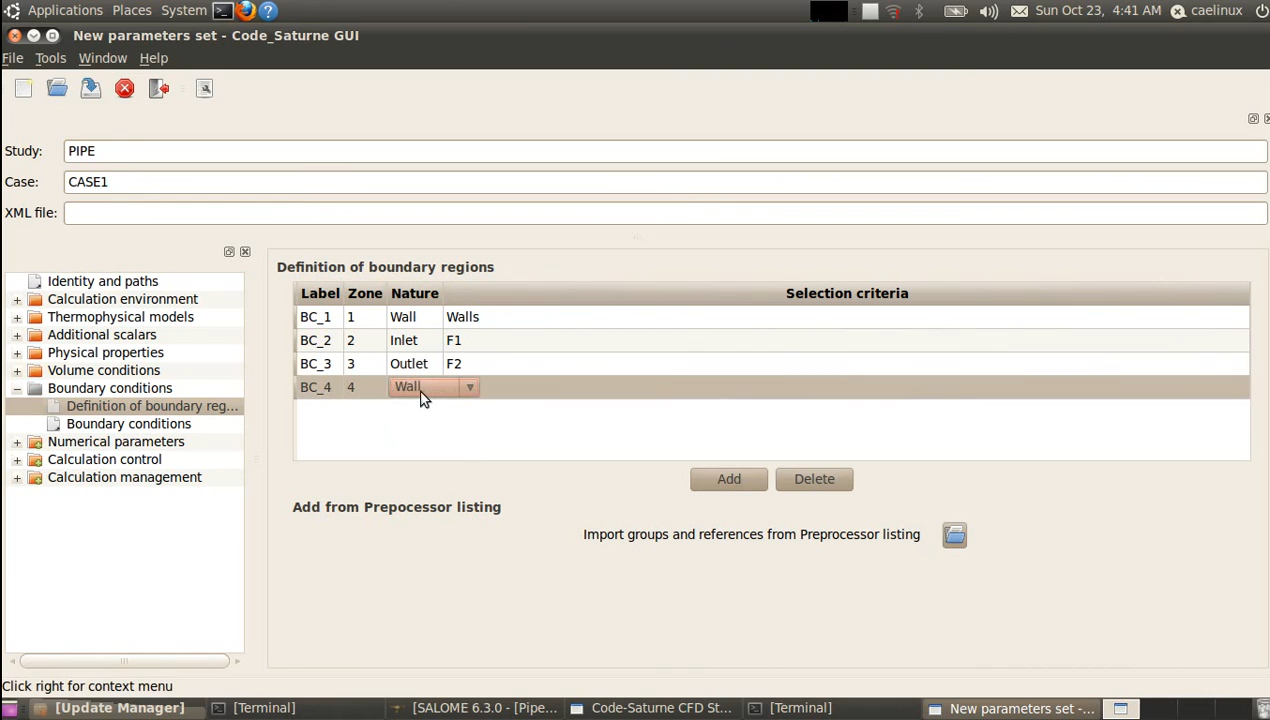 Applications Places System Sun Oct 23, 4:41 AM caelinux
New parameters set - Code_Saturne GUI
File Tools Window Help
Study: PIPE
Case: CASE1
XML file:
Identity and paths
Calculation environment
Thermophysical models
Additional scalars
Physical properties
Volume conditions
Boundary conditions
Definition of boundary reg...
Boundary conditions
Numerical parameters
Calculation control
Calculation management
Definition of boundary regions
Label Zone Nature Selection criteria
BC_1 1 Wall Walls
BC_2 2 Inlet F1
BC_3 3 Outlet F2
BC_4 4 Wall
Add Delete
Add from Prepocessor listing
Import groups and references from Preprocessor listing
Click right for context menu
[Update Manager] [Terminal] [SALOME 6.3.0 - [Pipe... Code-Saturne CFD St... [Terminal] New parameters set -...